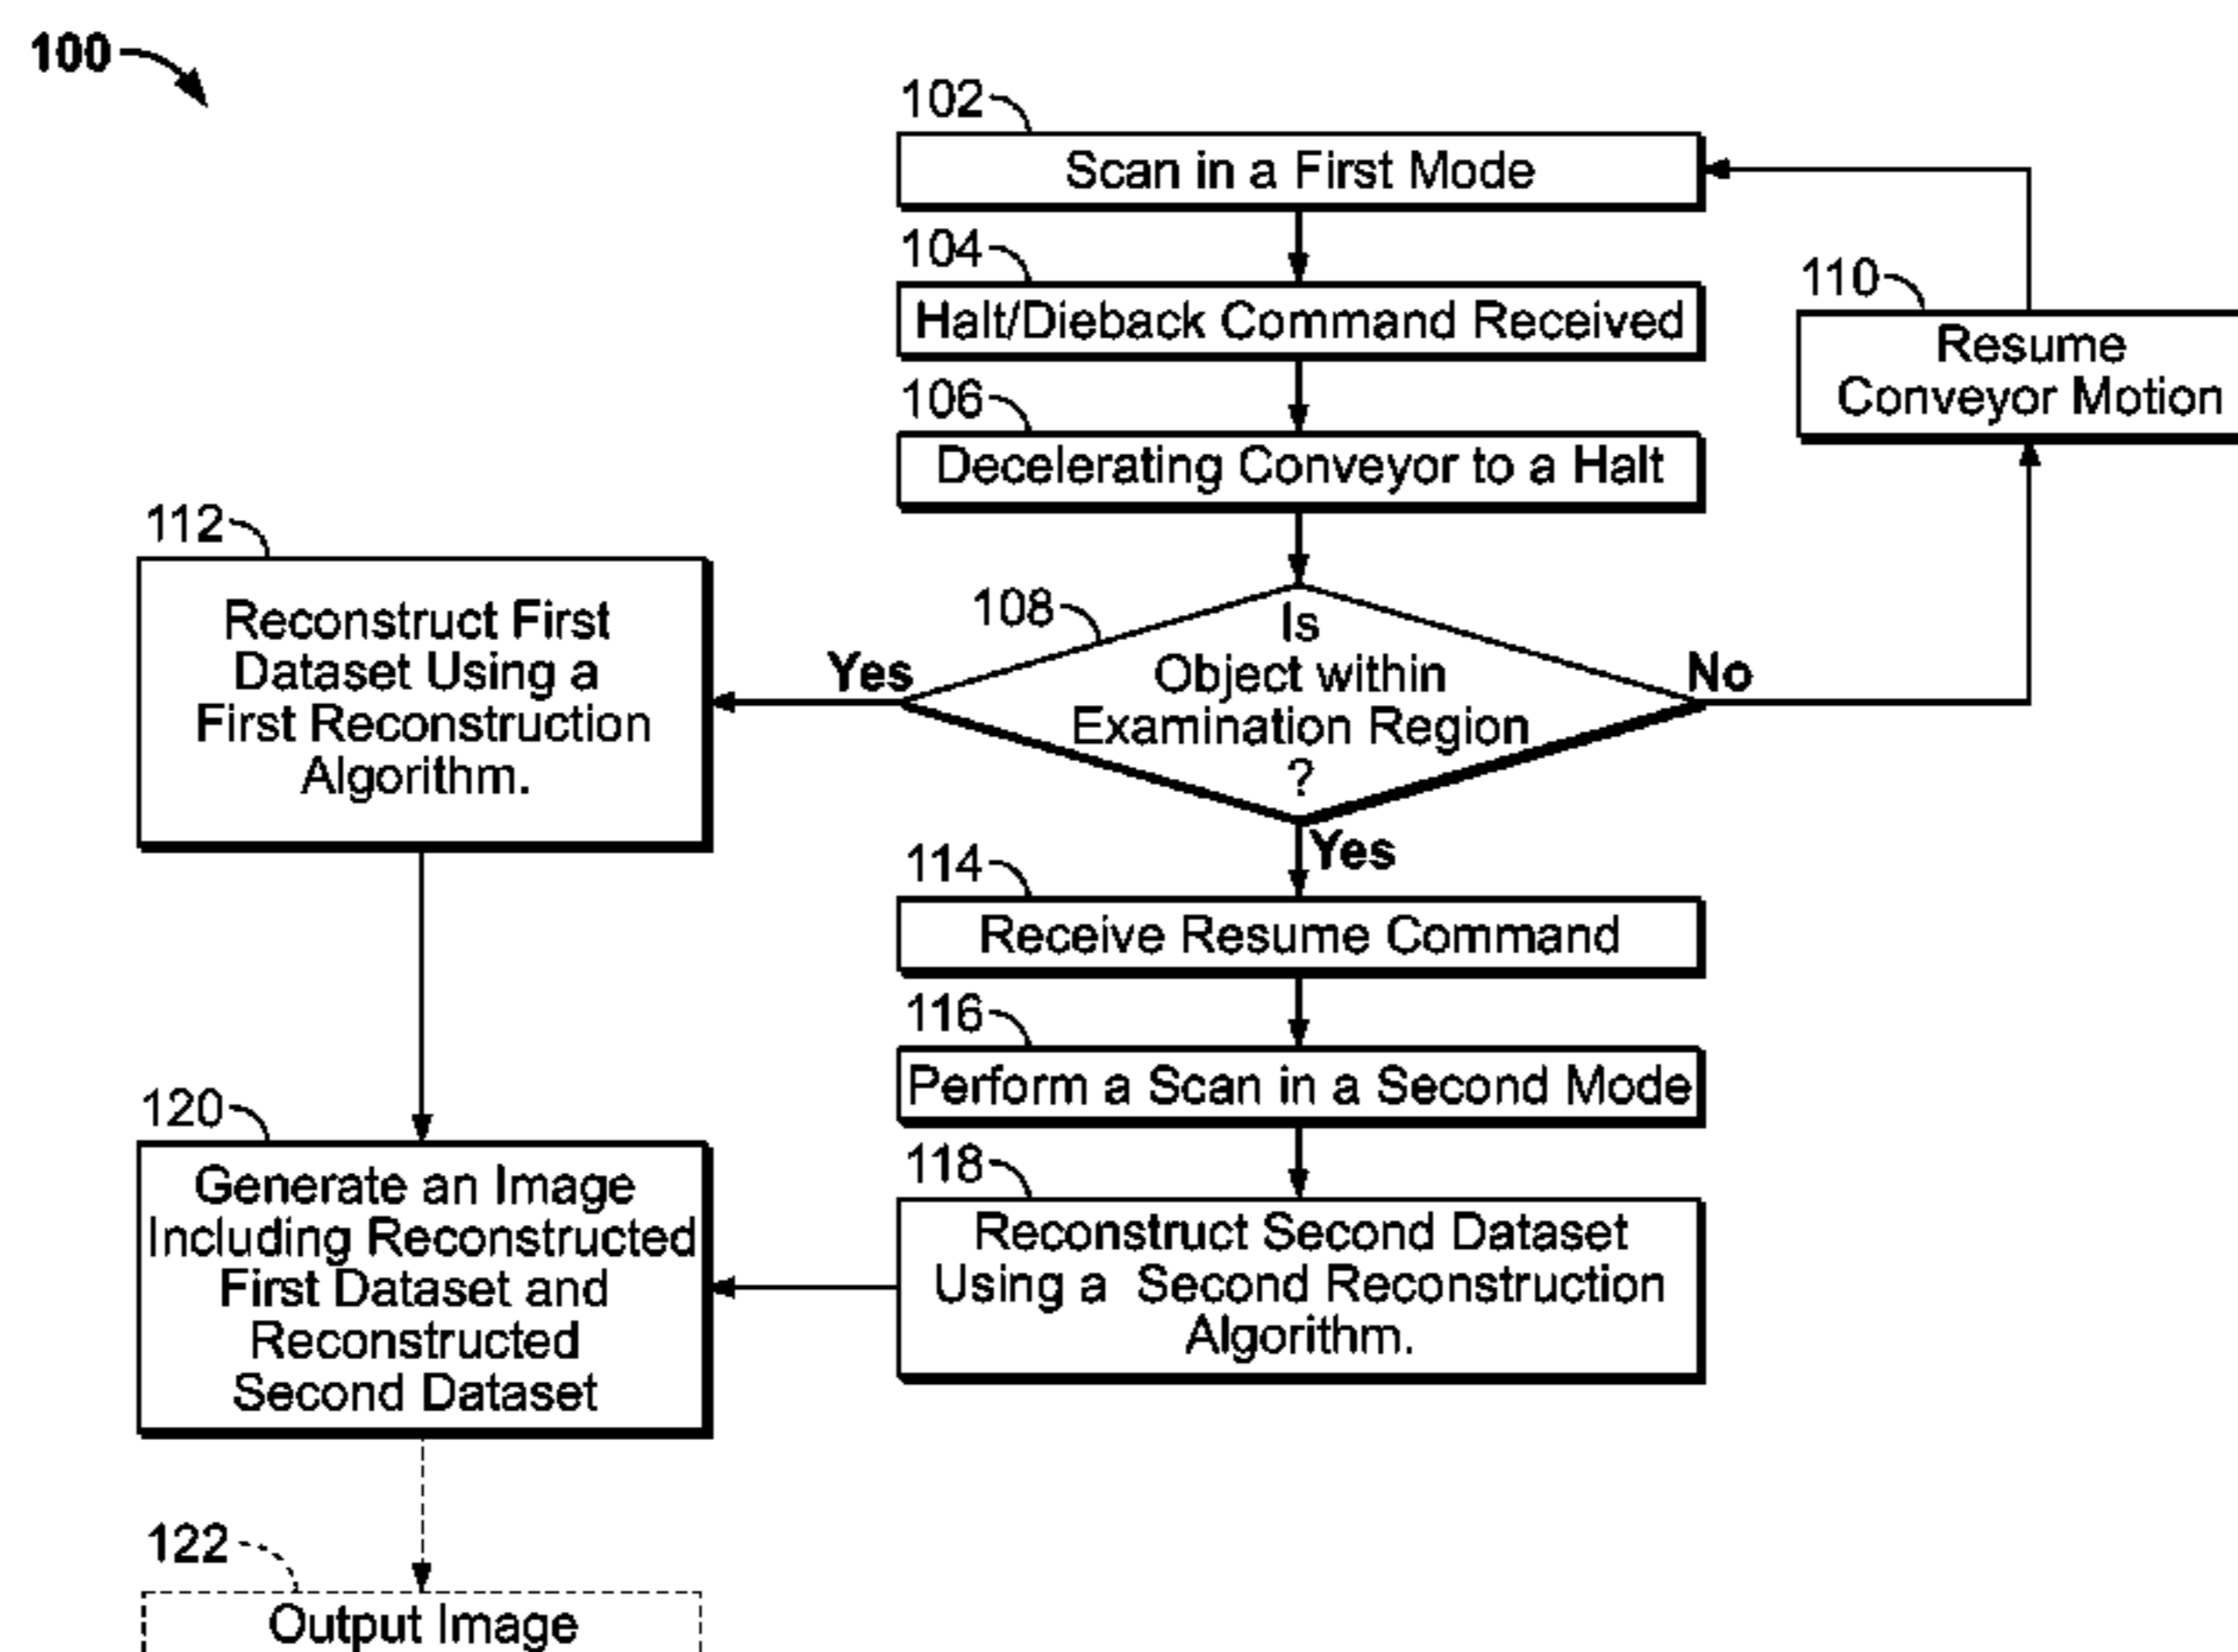 100
102
Scan in a First Mode
104
Halt/Dieback Command Received
106
Decelerating Conveyor to a Halt
110
Resume
Conveyor Motion
108
Is
Object within
Examination Region
?
Yes
No
Yes
112
Reconstruct First
Dataset Using a
First Reconstruction
Algorithm.
114
Receive Resume Command
116
Perform a Scan in a Second Mode
118
Reconstruct Second Dataset
Using a Second Reconstruction
Algorithm.
120
Generate an Image
Including Reconstructed
First Dataset and
Reconstructed
Second Dataset
122
Output Image